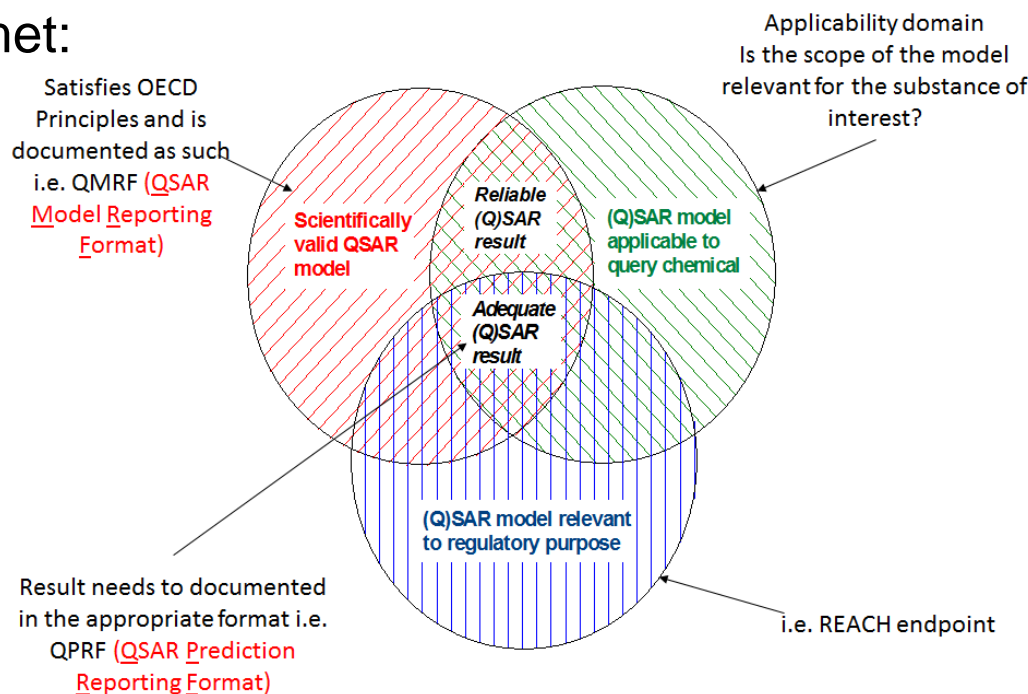 net:
Satisfies OECD
Principles and is
documented as such
i.e. QMRF (QSAR
Model Reporting
Format)
Applicability domain
Is the scope of the model
relevant for the substance of
interest?
Scientifically
valid QSAR
model
Reliable
(Q)SAR
result
(Q)SAR model
applicable to
query chemical
Adequate
(Q)SAR
result
(Q)SAR model relevant
to regulatory purpose
Result needs to documented
in the appropriate format i.e.
QPRF (QSAR Prediction
Reporting Format)
i.e. REACH endpoint